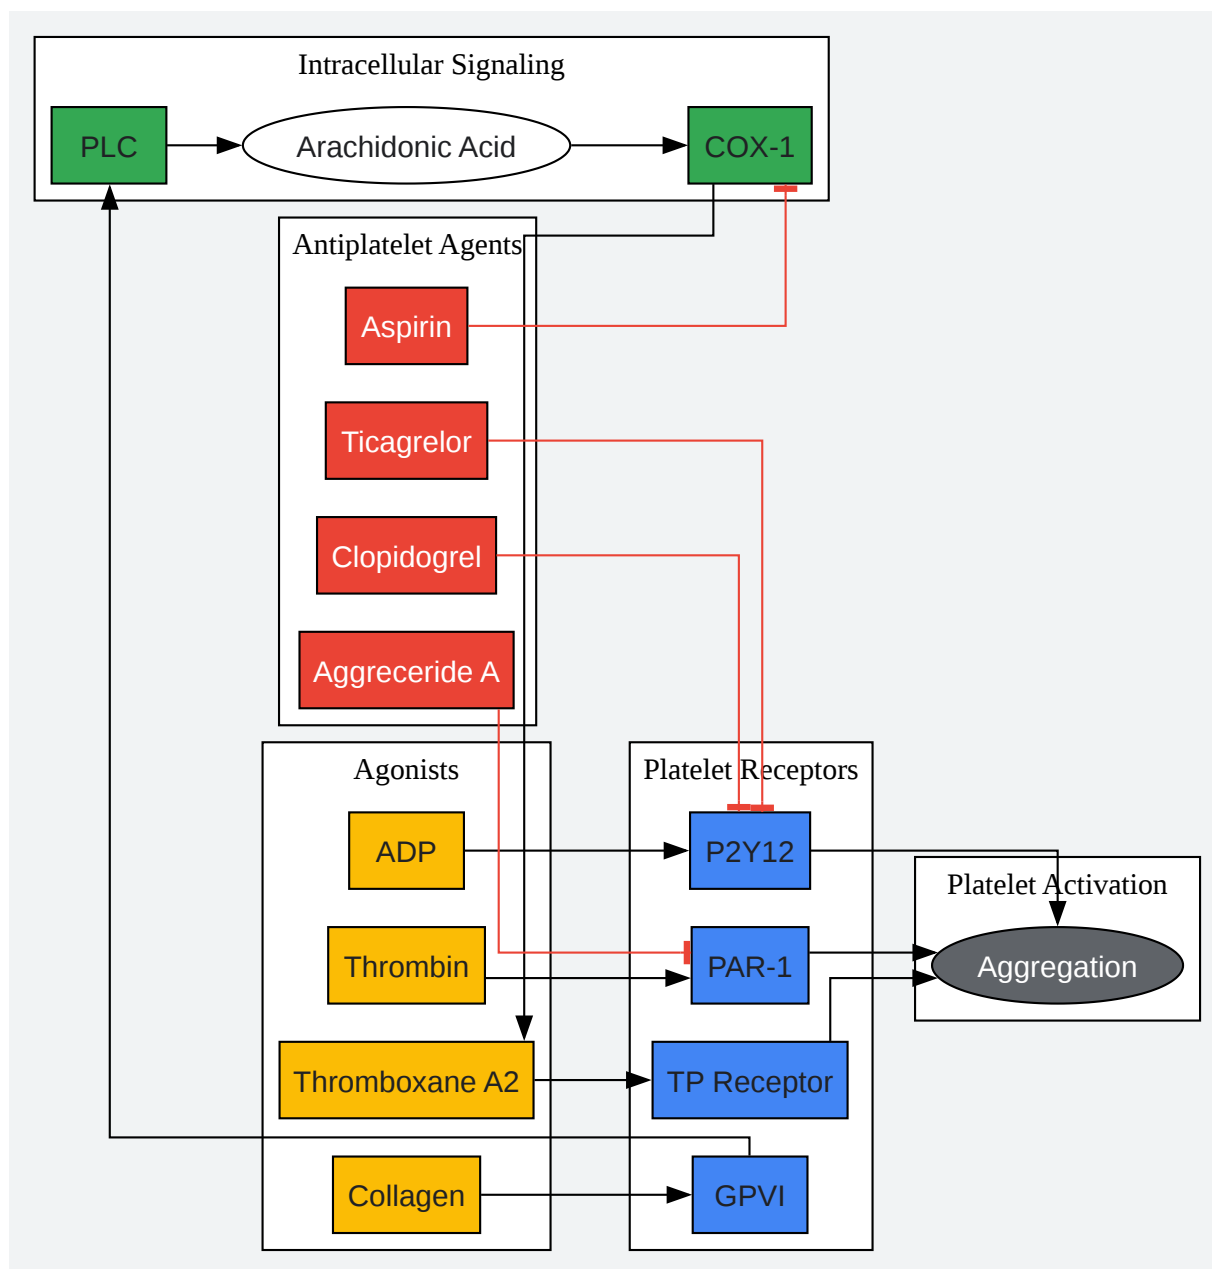 Intracellular Signaling
PLC
Arachidonic Acid
COX-1
Antiplatelet Agents
Aspirin
Ticagrelor
Clopidogrel
Aggreceride A
Agonists
Platelet Receptors
ADP
P2Y12
Platelet Activation
Thrombin
PAR-1
Aggregation
Thromboxane A2
TP Receptor
Collagen
GPVI